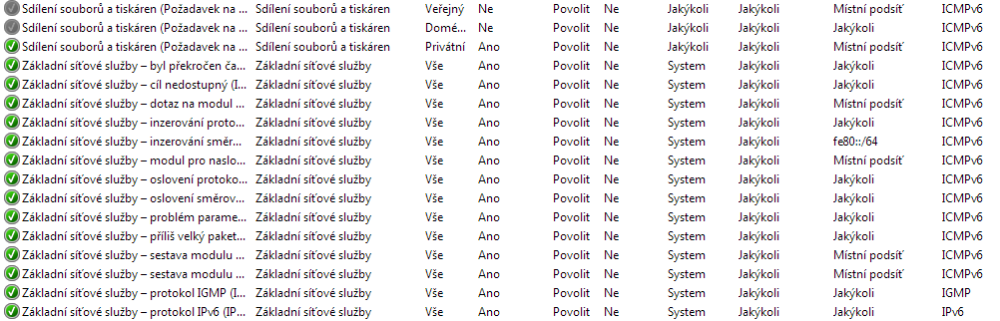 Sdílení souborů a tiskáren (Požadavek na ... Sdílení souborů a tiskáren Veřejný Ne Povolit Ne Jakýkoli Jakýkoli Místní podsíť ICMPv6
Sdílení souborů a tiskáren (Požadavek na ... Sdílení souborů a tiskáren Domé... Ne Povolit Ne Jakýkoli Jakýkoli Jakýkoli ICMPv6
Sdílení souborů a tiskáren (Požadavek na ... Sdílení souborů a tiskáren Privátní Ano Povolit Ne Jakýkoli Jakýkoli Místní podsíť ICMPv6
Základní síťové služby – byl překročen ča... Základní síťové služby Vše Ano Povolit Ne System Jakýkoli Jakýkoli ICMPv6
Základní síťové služby – cíl nedostupný (I... Základní síťové služby Vše Ano Povolit Ne System Jakýkoli Jakýkoli ICMPv6
Základní síťové služby – dotaz na modul ... Základní síťové služby Vše Ano Povolit Ne System Jakýkoli Místní podsíť ICMPv6
Základní síťové služby – inzerování proto... Základní síťové služby Vše Ano Povolit Ne System Jakýkoli Jakýkoli ICMPv6
Základní síťové služby – inzerování směr... Základní síťové služby Vše Ano Povolit Ne System Jakýkoli fe80::/64 ICMPv6
Základní síťové služby – modul pro naslo... Základní síťové služby Vše Ano Povolit Ne System Jakýkoli Místní podsíť ICMPv6
Základní síťové služby – oslovení protoko... Základní síťové služby Vše Ano Povolit Ne System Jakýkoli Jakýkoli ICMPv6
Základní síťové služby – oslovení směrov... Základní síťové služby Vše Ano Povolit Ne System Jakýkoli Jakýkoli ICMPv6
Základní síťové služby – problém parame... Základní síťové služby Vše Ano Povolit Ne System Jakýkoli Jakýkoli ICMPv6
Základní síťové služby – příliš velký paket... Základní síťové služby Vše Ano Povolit Ne System Jakýkoli Jakýkoli ICMPv6
Základní síťové služby – sestava modulu ... Základní síťové služby Vše Ano Povolit Ne System Jakýkoli Místní podsíť ICMPv6
Základní síťové služby – sestava modulu ... Základní síťové služby Vše Ano Povolit Ne System Jakýkoli Místní podsíť ICMPv6
Základní síťové služby – protokol IGMP (I... Základní síťové služby Vše Ano Povolit Ne System Jakýkoli Jakýkoli IGMP
Základní síťové služby – protokol IPv6 (IP... Základní síťové služby Vše Ano Povolit Ne System Jakýkoli Jakýkoli IPv6